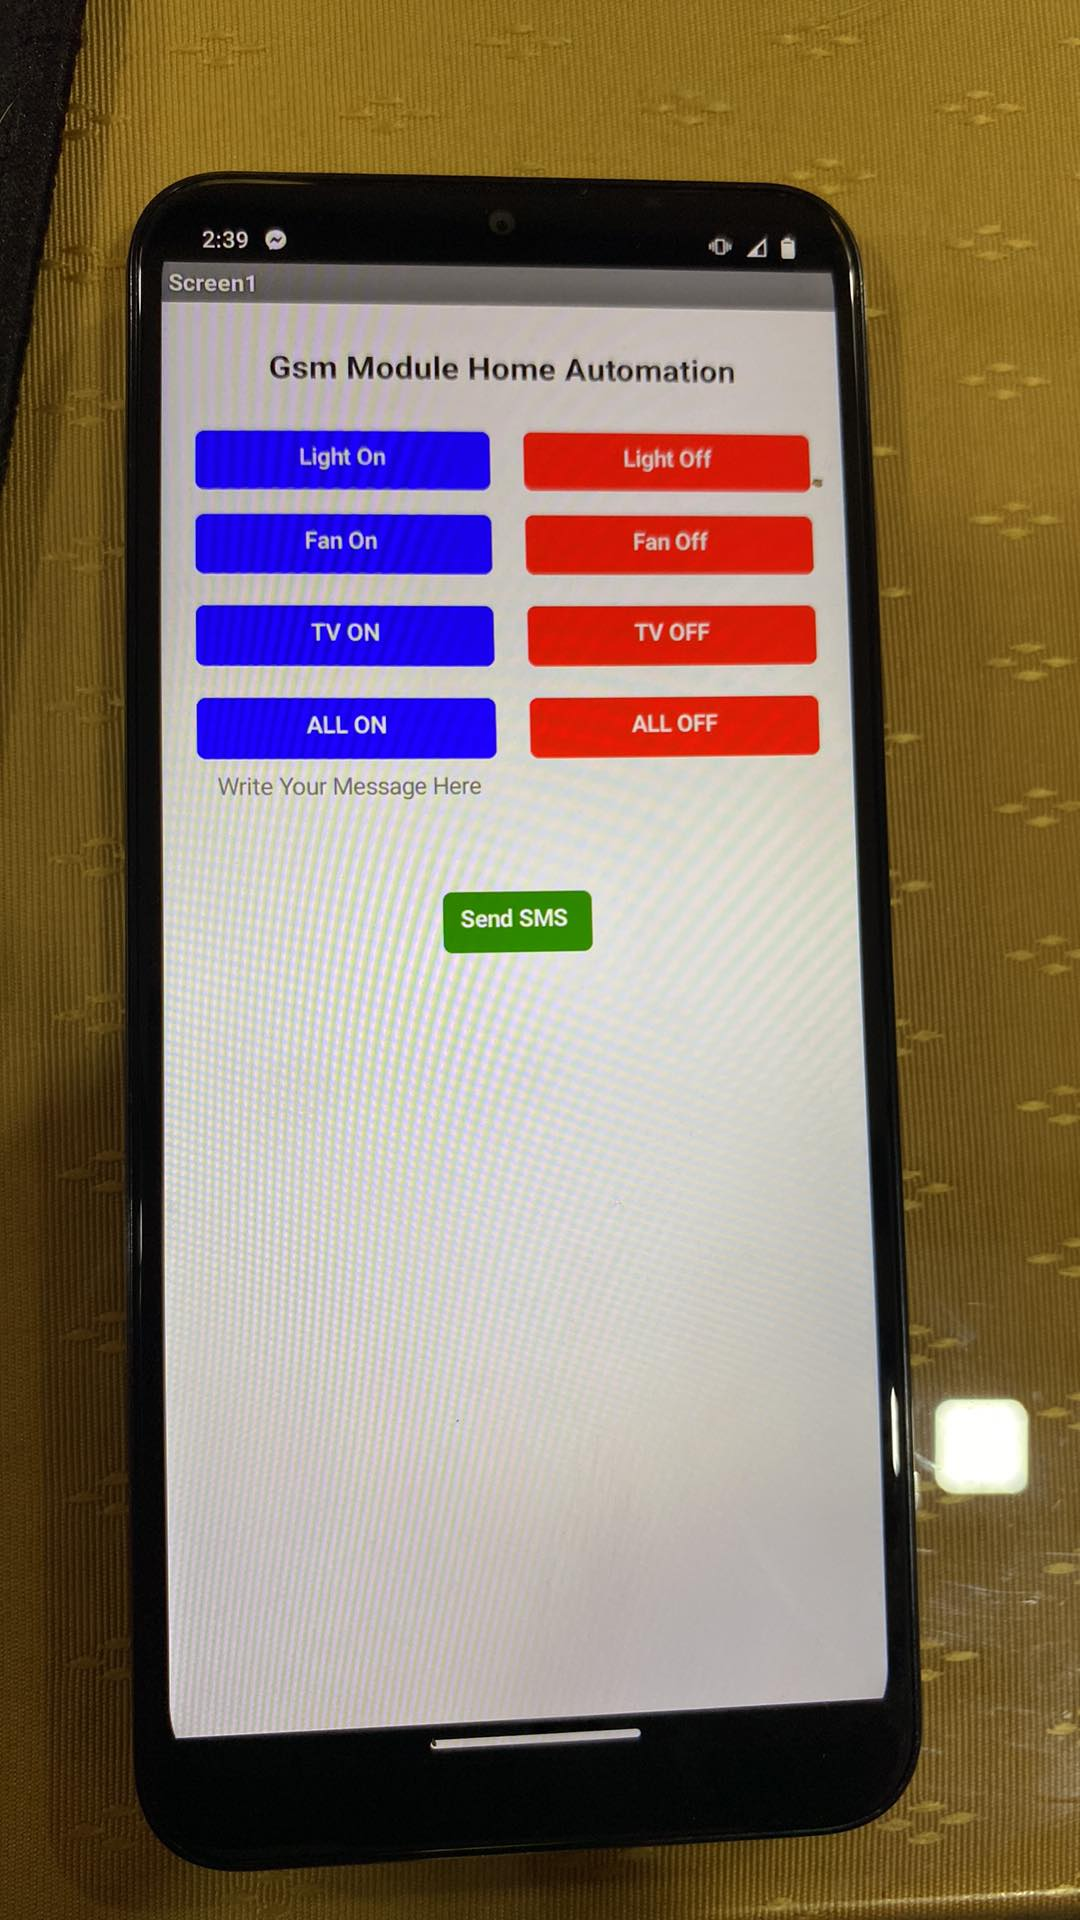 2:39
Screen1
Gsm Module Home Automation
Light On Light Off
Fan On Fan Off
TV ON TV OFF
ALL ON ALL OFF
Write Your Message Here
Send SMS